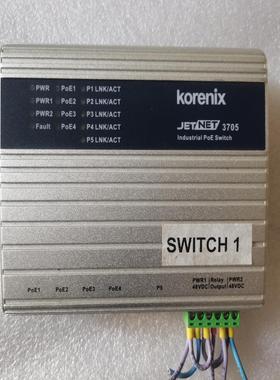 korenix
PWR PoE1 P1 LNK/ACT
PWR1 PoE2 P2 LNK/ACT
PWR2 PoE3 P3 LNK/ACT
Fault PoE4 P4 LNK/ACT
P5 LNK/ACT
JETNET 3705
Industrial PoE Switch
SWITCH 1
PWR1 Relay PWR2
48VDC Output 48VDC
PoE1 PoE2 PoE3 PoE4 P5